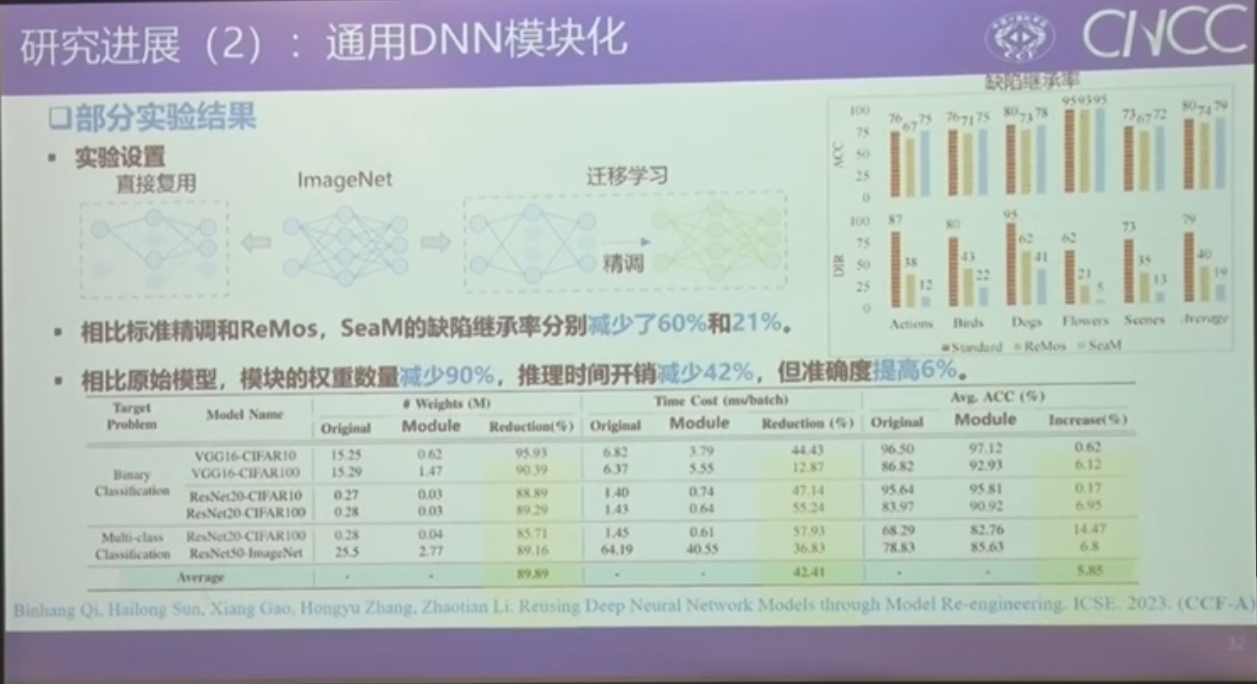 研究进展（2）：通用DNN模块化
CNCC
❑部分实验结果
▪ 实验设置
直接复用
ImageNet
迁移学习
精调
缺陷继承率
ACC
100
75
50
25
0
76 67 75
76 71 75
80 73 78
95 93 95
73 67 72
80 74 79
DIR
100
75
50
25
0
87 38 12
80 43 22
95 62 41
62 21 5
73 35 13
79 40 19
Actions Birds Dogs Flowers Scenes Average
Standard ReMos SeaM
▪ 相比标准精调和ReMos，SeaM的缺陷继承率分别减少了60%和21%。
▪ 相比原始模型，模块的权重数量减少90%，推理时间开销减少42%，但准确度提高6%。
Target Problem Model Name # Weights (M) Time Cost (ms/batch) Avg. ACC (%)
Original Module Reduction(%) Original Module Reduction (%) Original Module Increase(%)
Binary Classification
VGG16-CIFAR10 15.25 0.62 95.93 6.82 3.79 44.43 96.50 97.12 0.62
VGG16-CIFAR100 15.29 1.47 90.39 6.37 5.55 12.87 86.82 92.93 6.12
ResNet20-CIFAR10 0.27 0.03 88.89 1.40 0.74 47.14 95.64 95.81 0.17
ResNet20-CIFAR100 0.28 0.03 89.29 1.43 0.64 55.24 83.97 90.92 6.95
Multi-class Classification
ResNet20-CIFAR100 0.28 0.04 85.71 1.45 0.61 57.93 68.29 82.76 14.47
ResNet50-ImageNet 25.5 2.77 89.16 64.19 40.55 36.83 78.83 85.63 6.8
Average - - 89.89 - - 42.41 - - 5.85
Binhang Qi, Hailong Sun, Xiang Gao, Hongyu Zhang, Zhaotian Li. Reusing Deep Neural Network Models through Model Re-engineering. ICSE. 2023. (CCF-A)
32